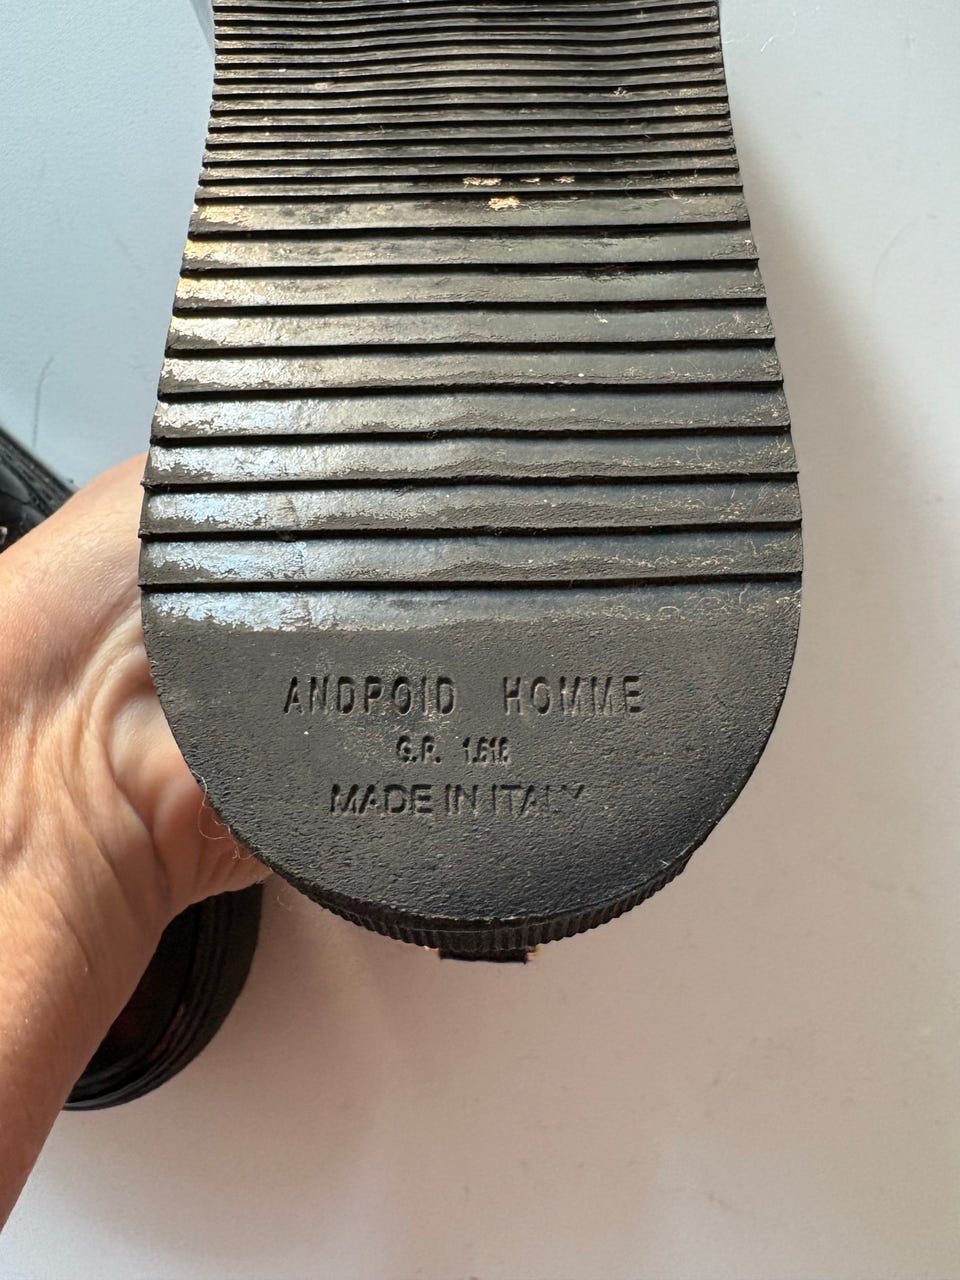 ANDROID HOMME
G.R. 1.618
MADE IN ITALY